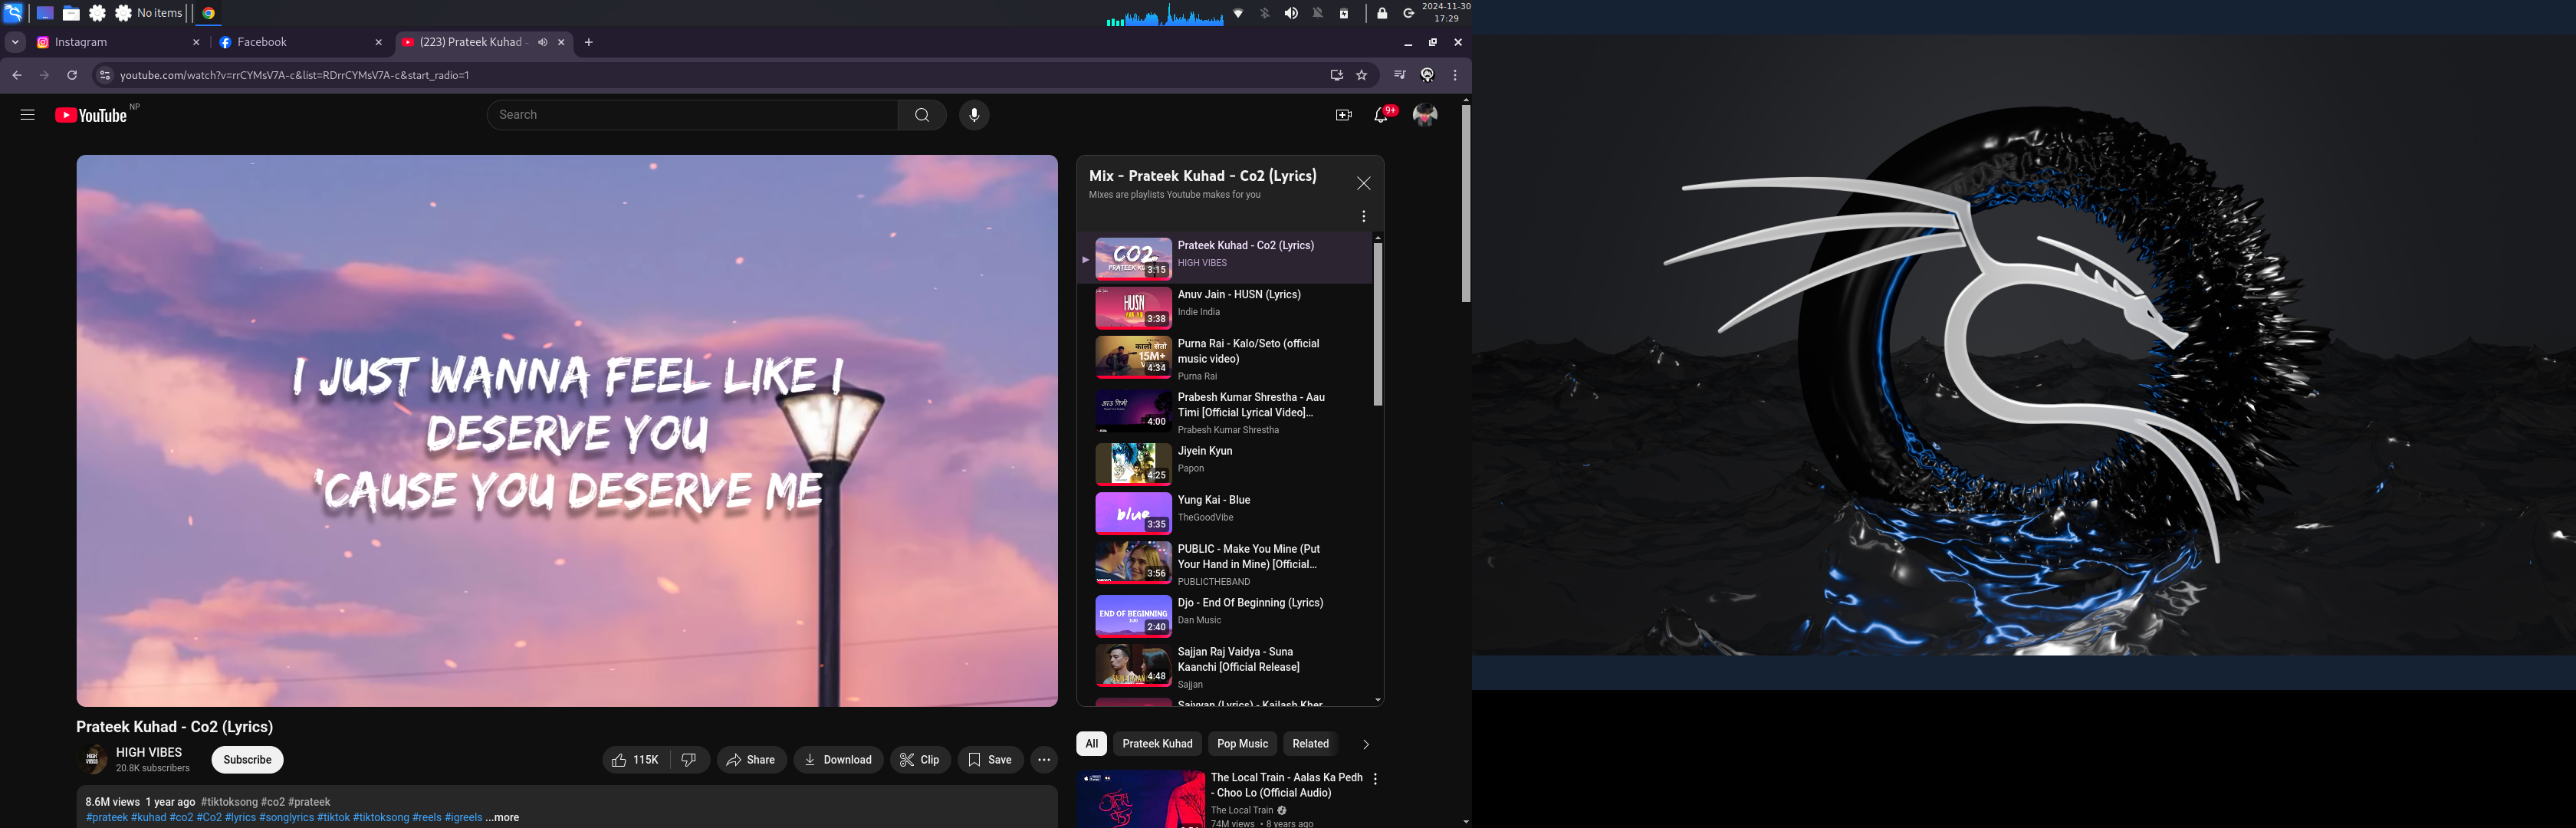 No items
2024-11-30
17:29
Instagram
Facebook
(223) Prateek Kuhad -
youtube.com/watch?v=rrCYMsV7A-c&list=RDrrCYMsV7A-c&start_radio=1
YouTube NP
Search
9+
I JUST WANNA FEEL LIKE I
DESERVE YOU
'CAUSE YOU DESERVE ME
Prateek Kuhad - Co2 (Lyrics)
HIGH VIBES
20.8K subscribers
Subscribe
115K
Share
Download
Clip
Save
8.6M views 1 year ago #tiktoksong #co2 #prateek
#prateek #kuhad #co2 #Co2 #lyrics #songlyrics #tiktok #tiktoksong #reels #igreels ...more
Mix - Prateek Kuhad - Co2 (Lyrics)
Mixes are playlists Youtube makes for you
CO2
3:15
Prateek Kuhad - Co2 (Lyrics)
HIGH VIBES
HUSN
3:38
Anuv Jain - HUSN (Lyrics)
Indie India
कालो सेतो
15M+
4:34
Purna Rai - Kalo/Seto (official
music video)
Purna Rai
आउ तिमी
4:00
Prabesh Kumar Shrestha - Aau
Timi [Official Lyrical Video]...
Prabesh Kumar Shrestha
4:25
Jiyein Kyun
Papon
blue
3:35
Yung Kai - Blue
TheGoodVibe
3:56
PUBLIC - Make You Mine (Put
Your Hand in Mine) [Official...
PUBLICTHEBAND
END OF BEGINNING
2:40
Djo - End Of Beginning (Lyrics)
Dan Music
4:48
Sajjan Raj Vaidya - Suna
Kaanchi [Official Release]
Sajjan
Saiyyan (Lyrics) - Kailash Kher
All
Prateek Kuhad
Pop Music
Related
The Local Train - Aalas Ka Pedh
- Choo Lo (Official Audio)
The Local Train
74M views • 8 years ago